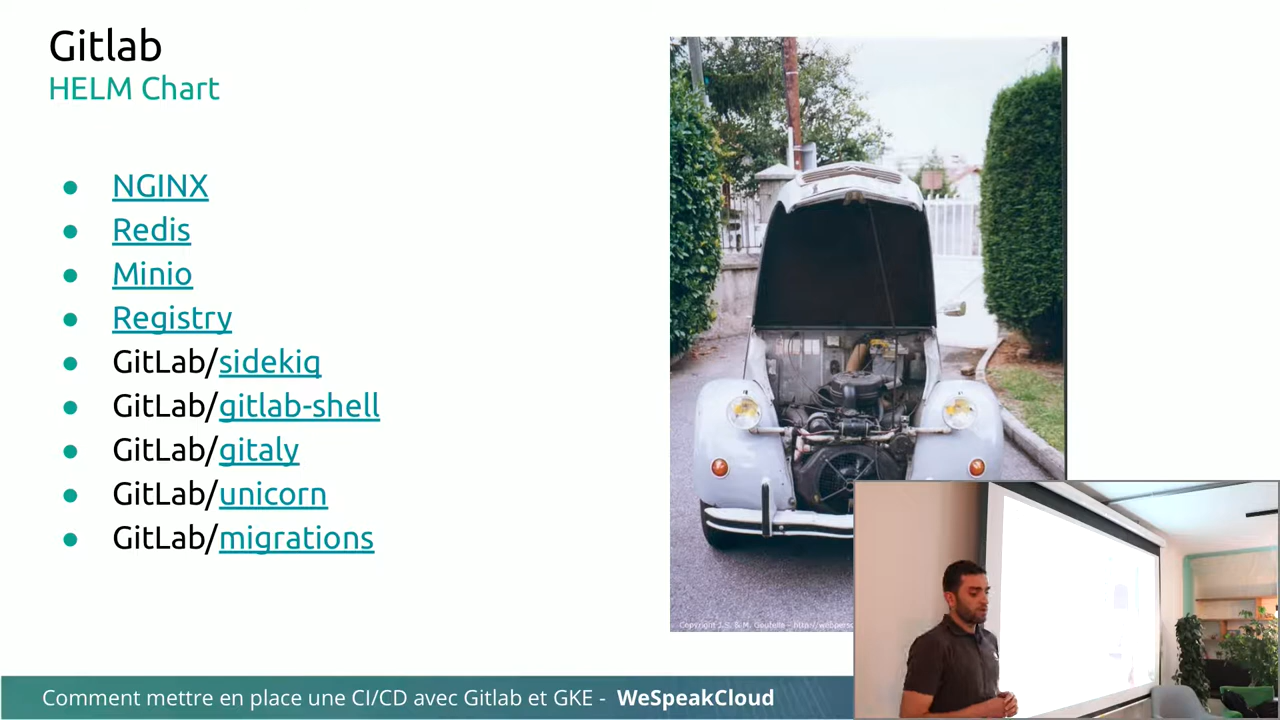 Gitlab
HELM Chart
NGINX
Redis
Minio
Registry
GitLab/sidekiq
GitLab/gitlab-shell
GitLab/gitaly
GitLab/unicorn
GitLab/migrations
Copyright
Comment mettre en place une CI/CD avec Gitlab et GKE - WeSpeakCloud